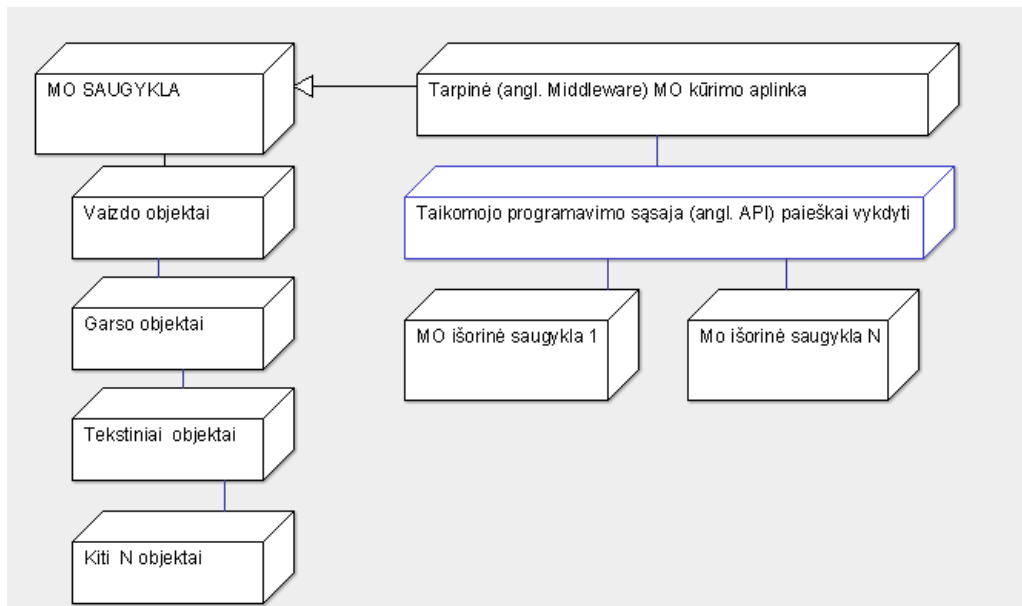 MO SAUGYKLA
Tarpinė (angl. Middleware) MO kūrimo aplinka
Vaizdo objektai
Taikomojo programavimo sąsaja (angl. API) paieškai vykdyti
Garso objektai
MO išorinė saugykla 1
Mo išorinė saugykla N
Tekstiniai objektai
Kiti N objektai